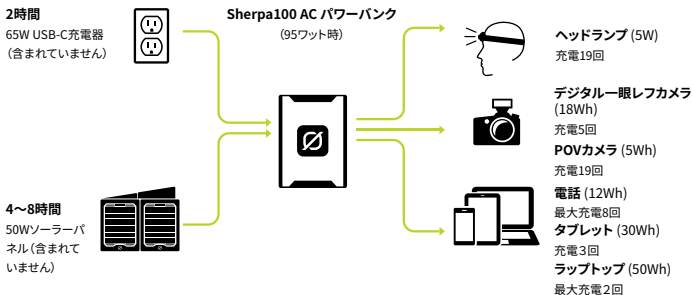 2時間
65W USB-C充電器
（含まれていません）
Sherpa100 AC パワーバンク
（95ワット時）
4～8時間
50Wソーラーパ
ネル（含まれて
いません）
ヘッドランプ (5W)
充電19回
デジタル一眼レフカメラ
(18Wh)
充電5回
POVカメラ (5Wh)
充電19回
電話 (12Wh)
最大充電8回
タブレット (30Wh)
充電３回
ラップトップ (50Wh)
最大充電２回